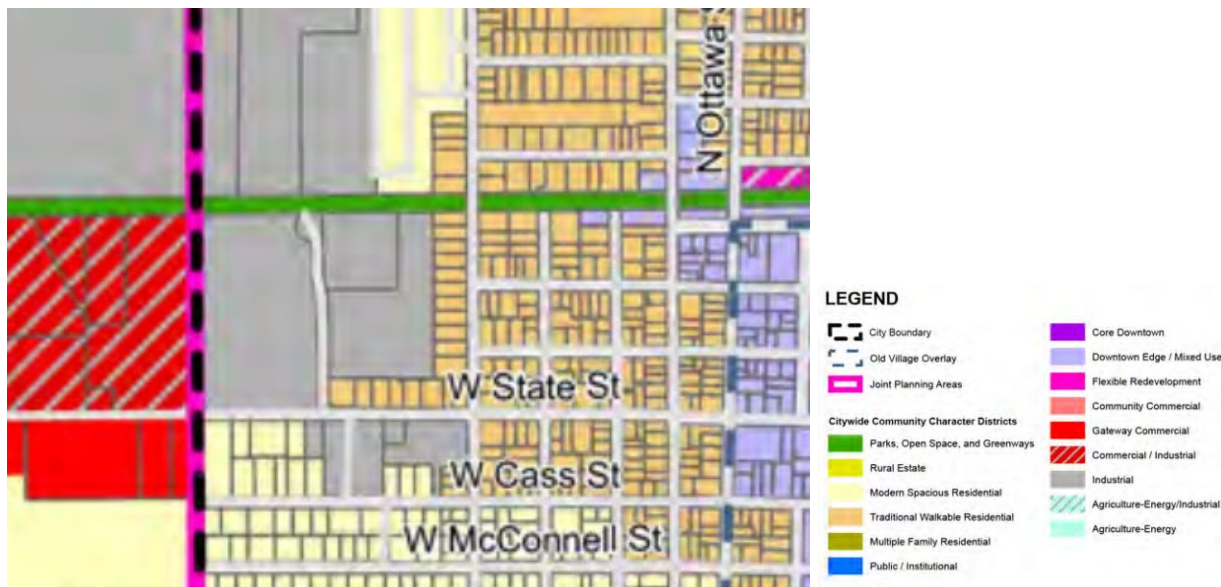 N Ottawa S
W State St
W Cass St
W McConnell St
LEGEND
City Boundary
Old Village Overlay
Joint Planning Areas
Citywide Community Character Districts
Parks, Open Space, and Greenways
Rural Estate
Modern Spacious Residential
Traditional Walkable Residential
Multiple Family Residential
Public / Institutional
Core Downtown
Downtown Edge / Mixed Use
Flexible Redevelopment
Community Commercial
Gateway Commercial
Commercial / Industrial
Industrial
Agriculture-Energy/Industrial
Agriculture-Energy